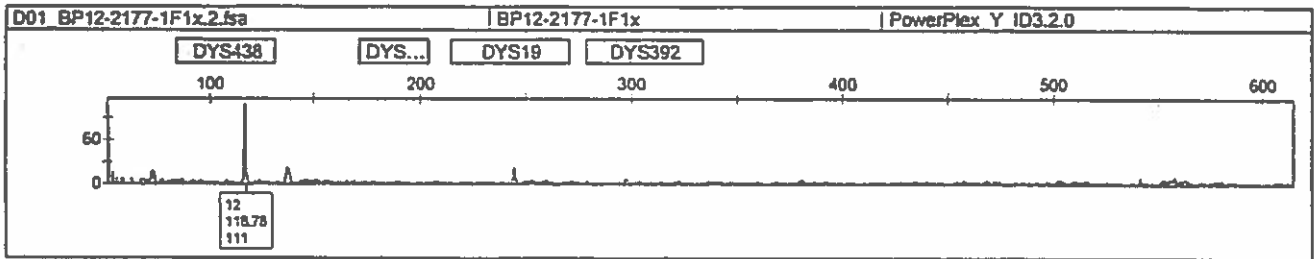 D01_BP12-2177-1F1x.2.fsa BP12-2177-1F1x PowerPlex_Y_ID3.2.0
DYS438 DYS... DYS19 DYS392
100 200 300 400 500 600
60
0
12
118.78
111